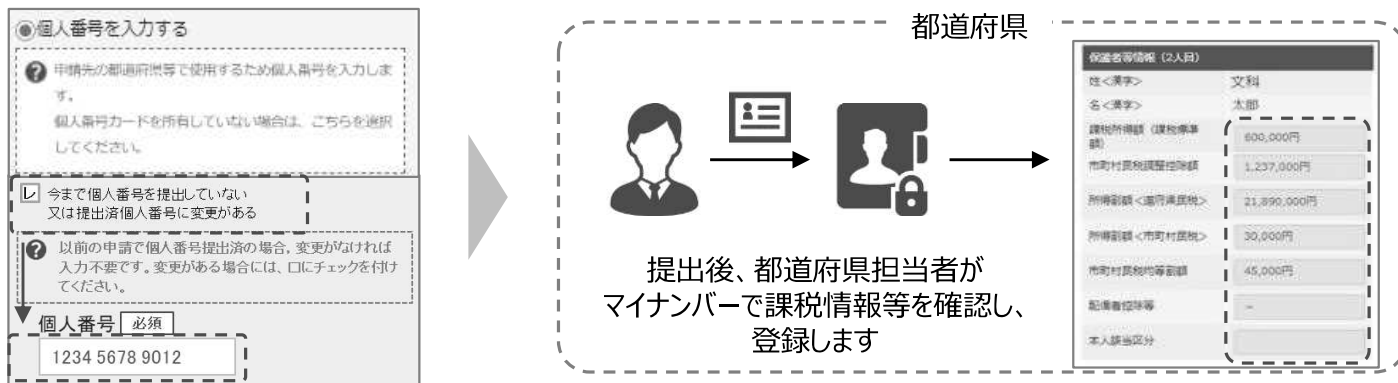 個人番号を入力する
申請先の都道府県等で使用するため個人番号を入力しま
す。
個人番号カードを所有していない場合は、こちらを選択
してください。
レ 今まで個人番号を提出していない
又は提出済個人番号に変更がある
以前の申請で個人番号提出済の場合，変更がなければ
入力不要です。変更がある場合には、口にチェックを付け
てください。
個人番号 必須
1234 5678 9012
都道府県
提出後、都道府県担当者が
マイナンバーで課税情報等を確認し、
登録します
保護者等情報（2人目）
姓<漢字> 文科
名<漢字> 太郎
課税所得額（課税標準
額） 600,000円
市町村民税調整控除額 1,237,000円
所得割額<道府県民税> 21,890,000円
所得割額<市町村民税> 30,000円
市町村民税均等割額 45,000円
配偶者控除等 －
本人該当区分